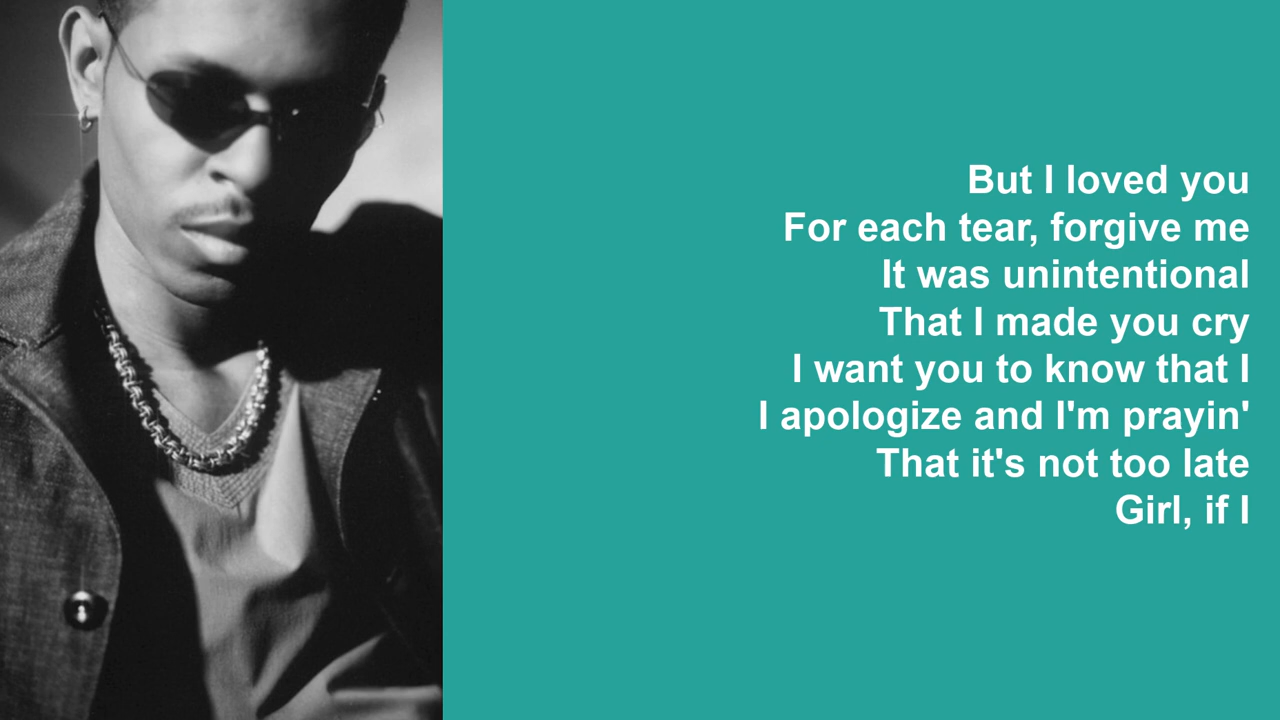 But I loved you
For each tear, forgive me
It was unintentional
That I made you cry
I want you to know that I
I apologize and I'm prayin'
That it's not too late
Girl, if I